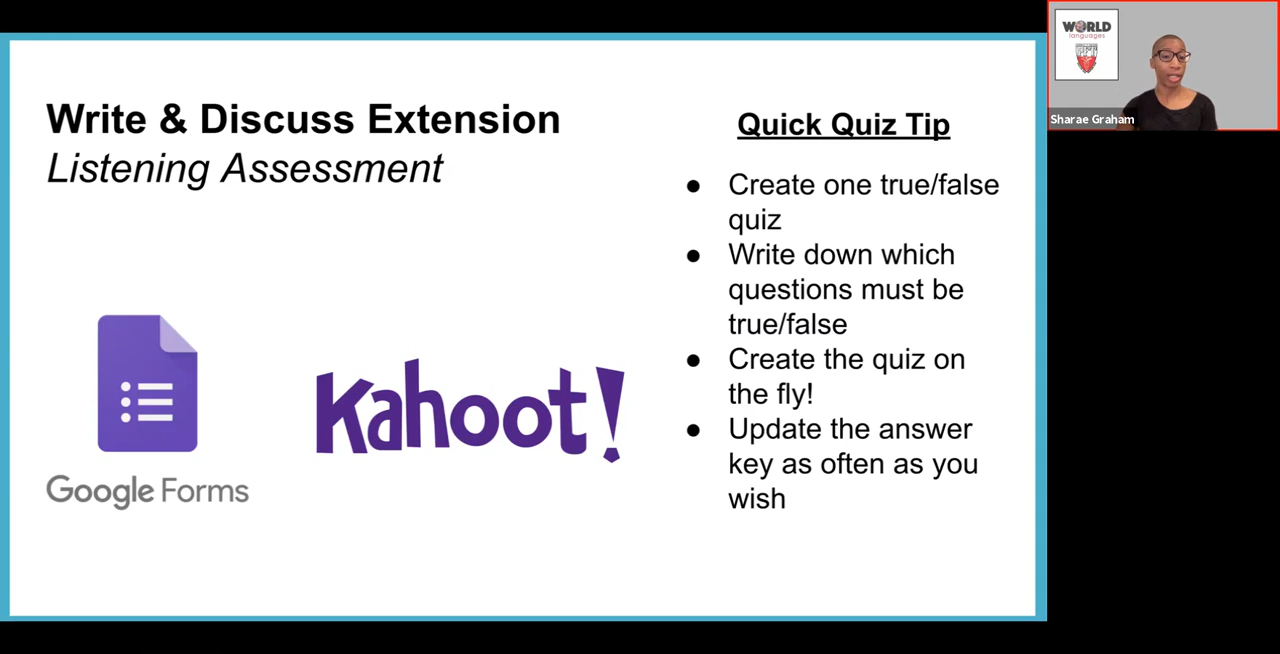 Write & Discuss Extension
Listening Assessment
Google Forms
Kahoot!
Quick Quiz Tip
● Create one true/false
quiz
● Write down which
questions must be
true/false
● Create the quiz on
the fly!
● Update the answer
key as often as you
wish
WORLD
languages
Sharae Graham